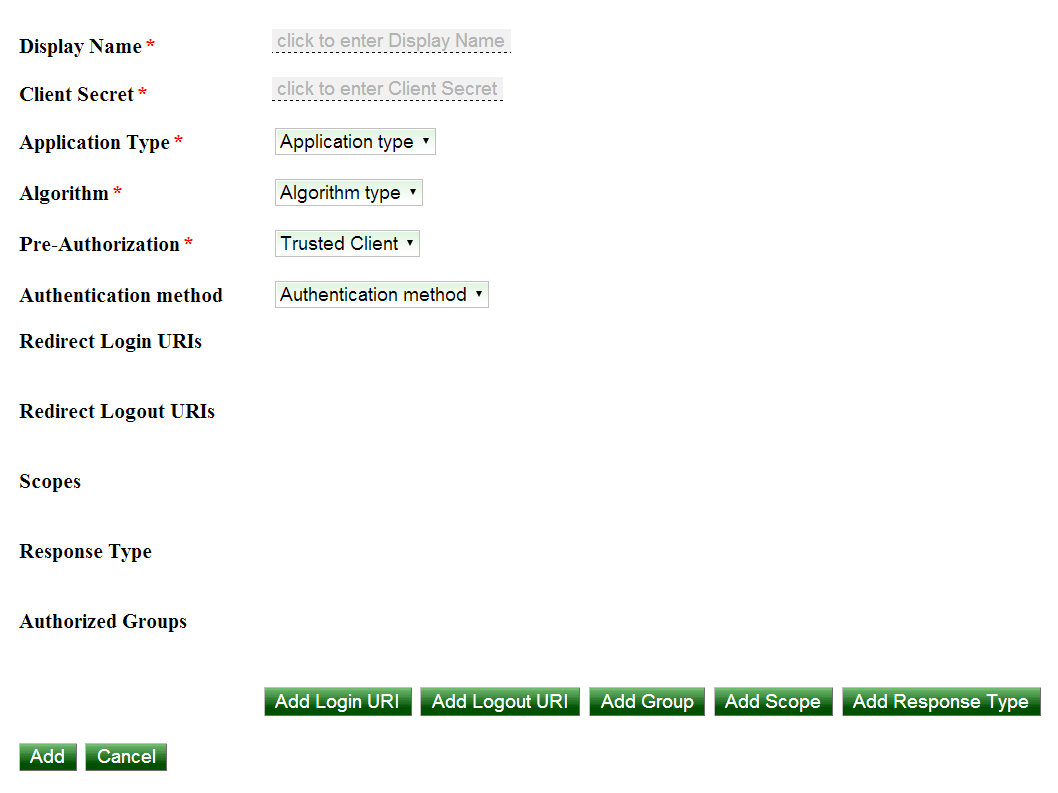 Display Name * click to enter Display Name
Client Secret * click to enter Client Secret
Application Type * Application type
Algorithm * Algorithm type
Pre-Authorization * Trusted Client
Authentication method Authentication method
Redirect Login URIs
Redirect Logout URIs
Scopes
Response Type
Authorized Groups
Add Login URI Add Logout URI Add Group Add Scope Add Response Type
Add Cancel